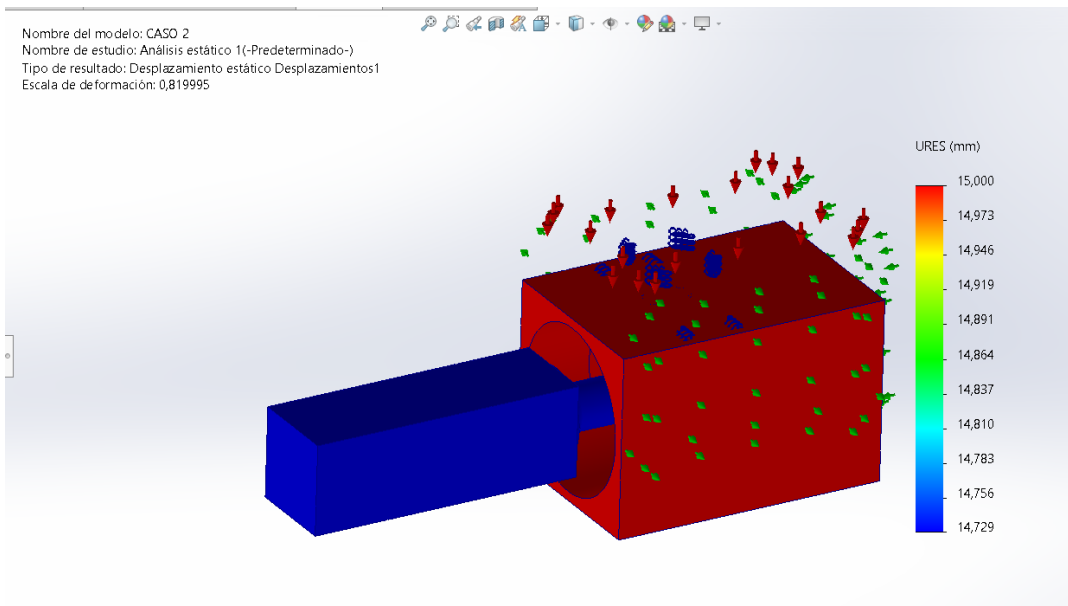 Nombre del modelo: CASO 2
Nombre de estudio: Análisis estático 1(-Predeterminado-)
Tipo de resultado: Desplazamiento estático Desplazamientos1
Escala de deformación: 0,819995
URES (mm)
15,000
14,973
14,946
14,919
14,891
14,864
14,837
14,810
14,783
14,756
14,729